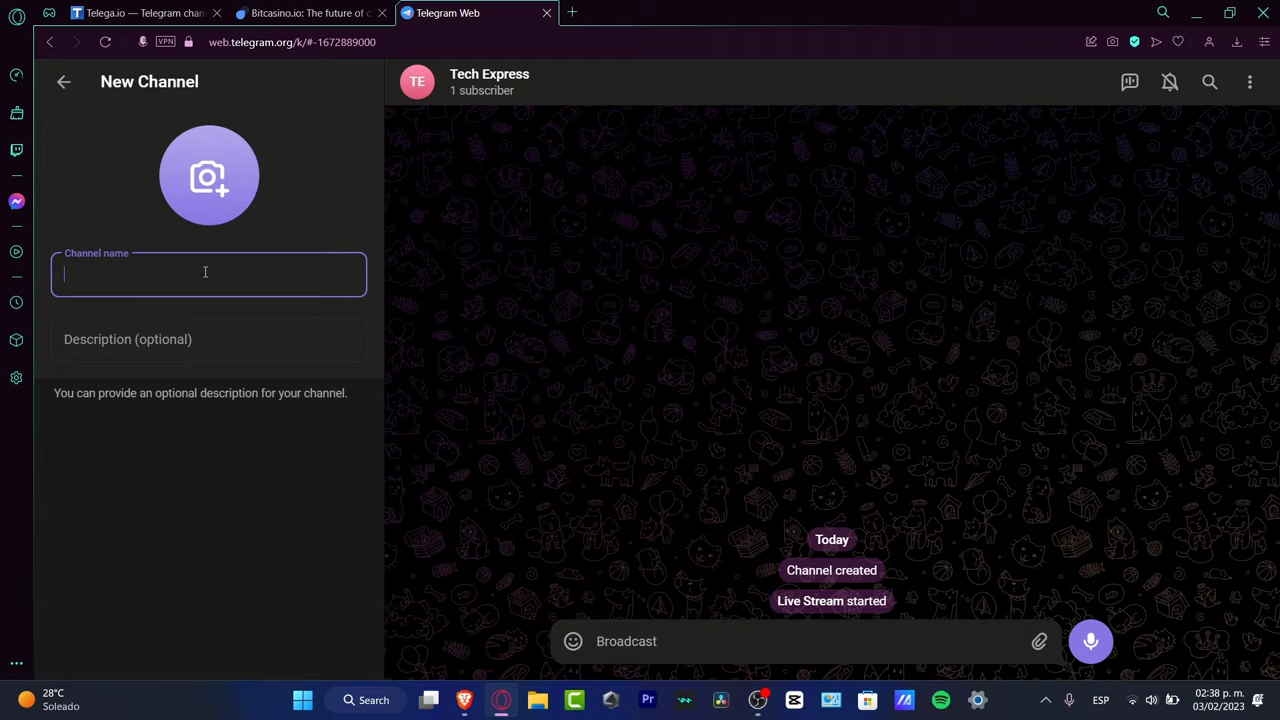 Telega.io — Telegram chan
Bitcasino.io: The future of c
Telegram Web
VPN
web.telegram.org/k/#-1672889000
New Channel
TE
Tech Express
1 subscriber
Channel name
Description (optional)
You can provide an optional description for your channel.
Today
Channel created
Live Stream started
Broadcast
28°C
Soleado
Search
Pr
ESP
02:38 p. m.
03/02/2023